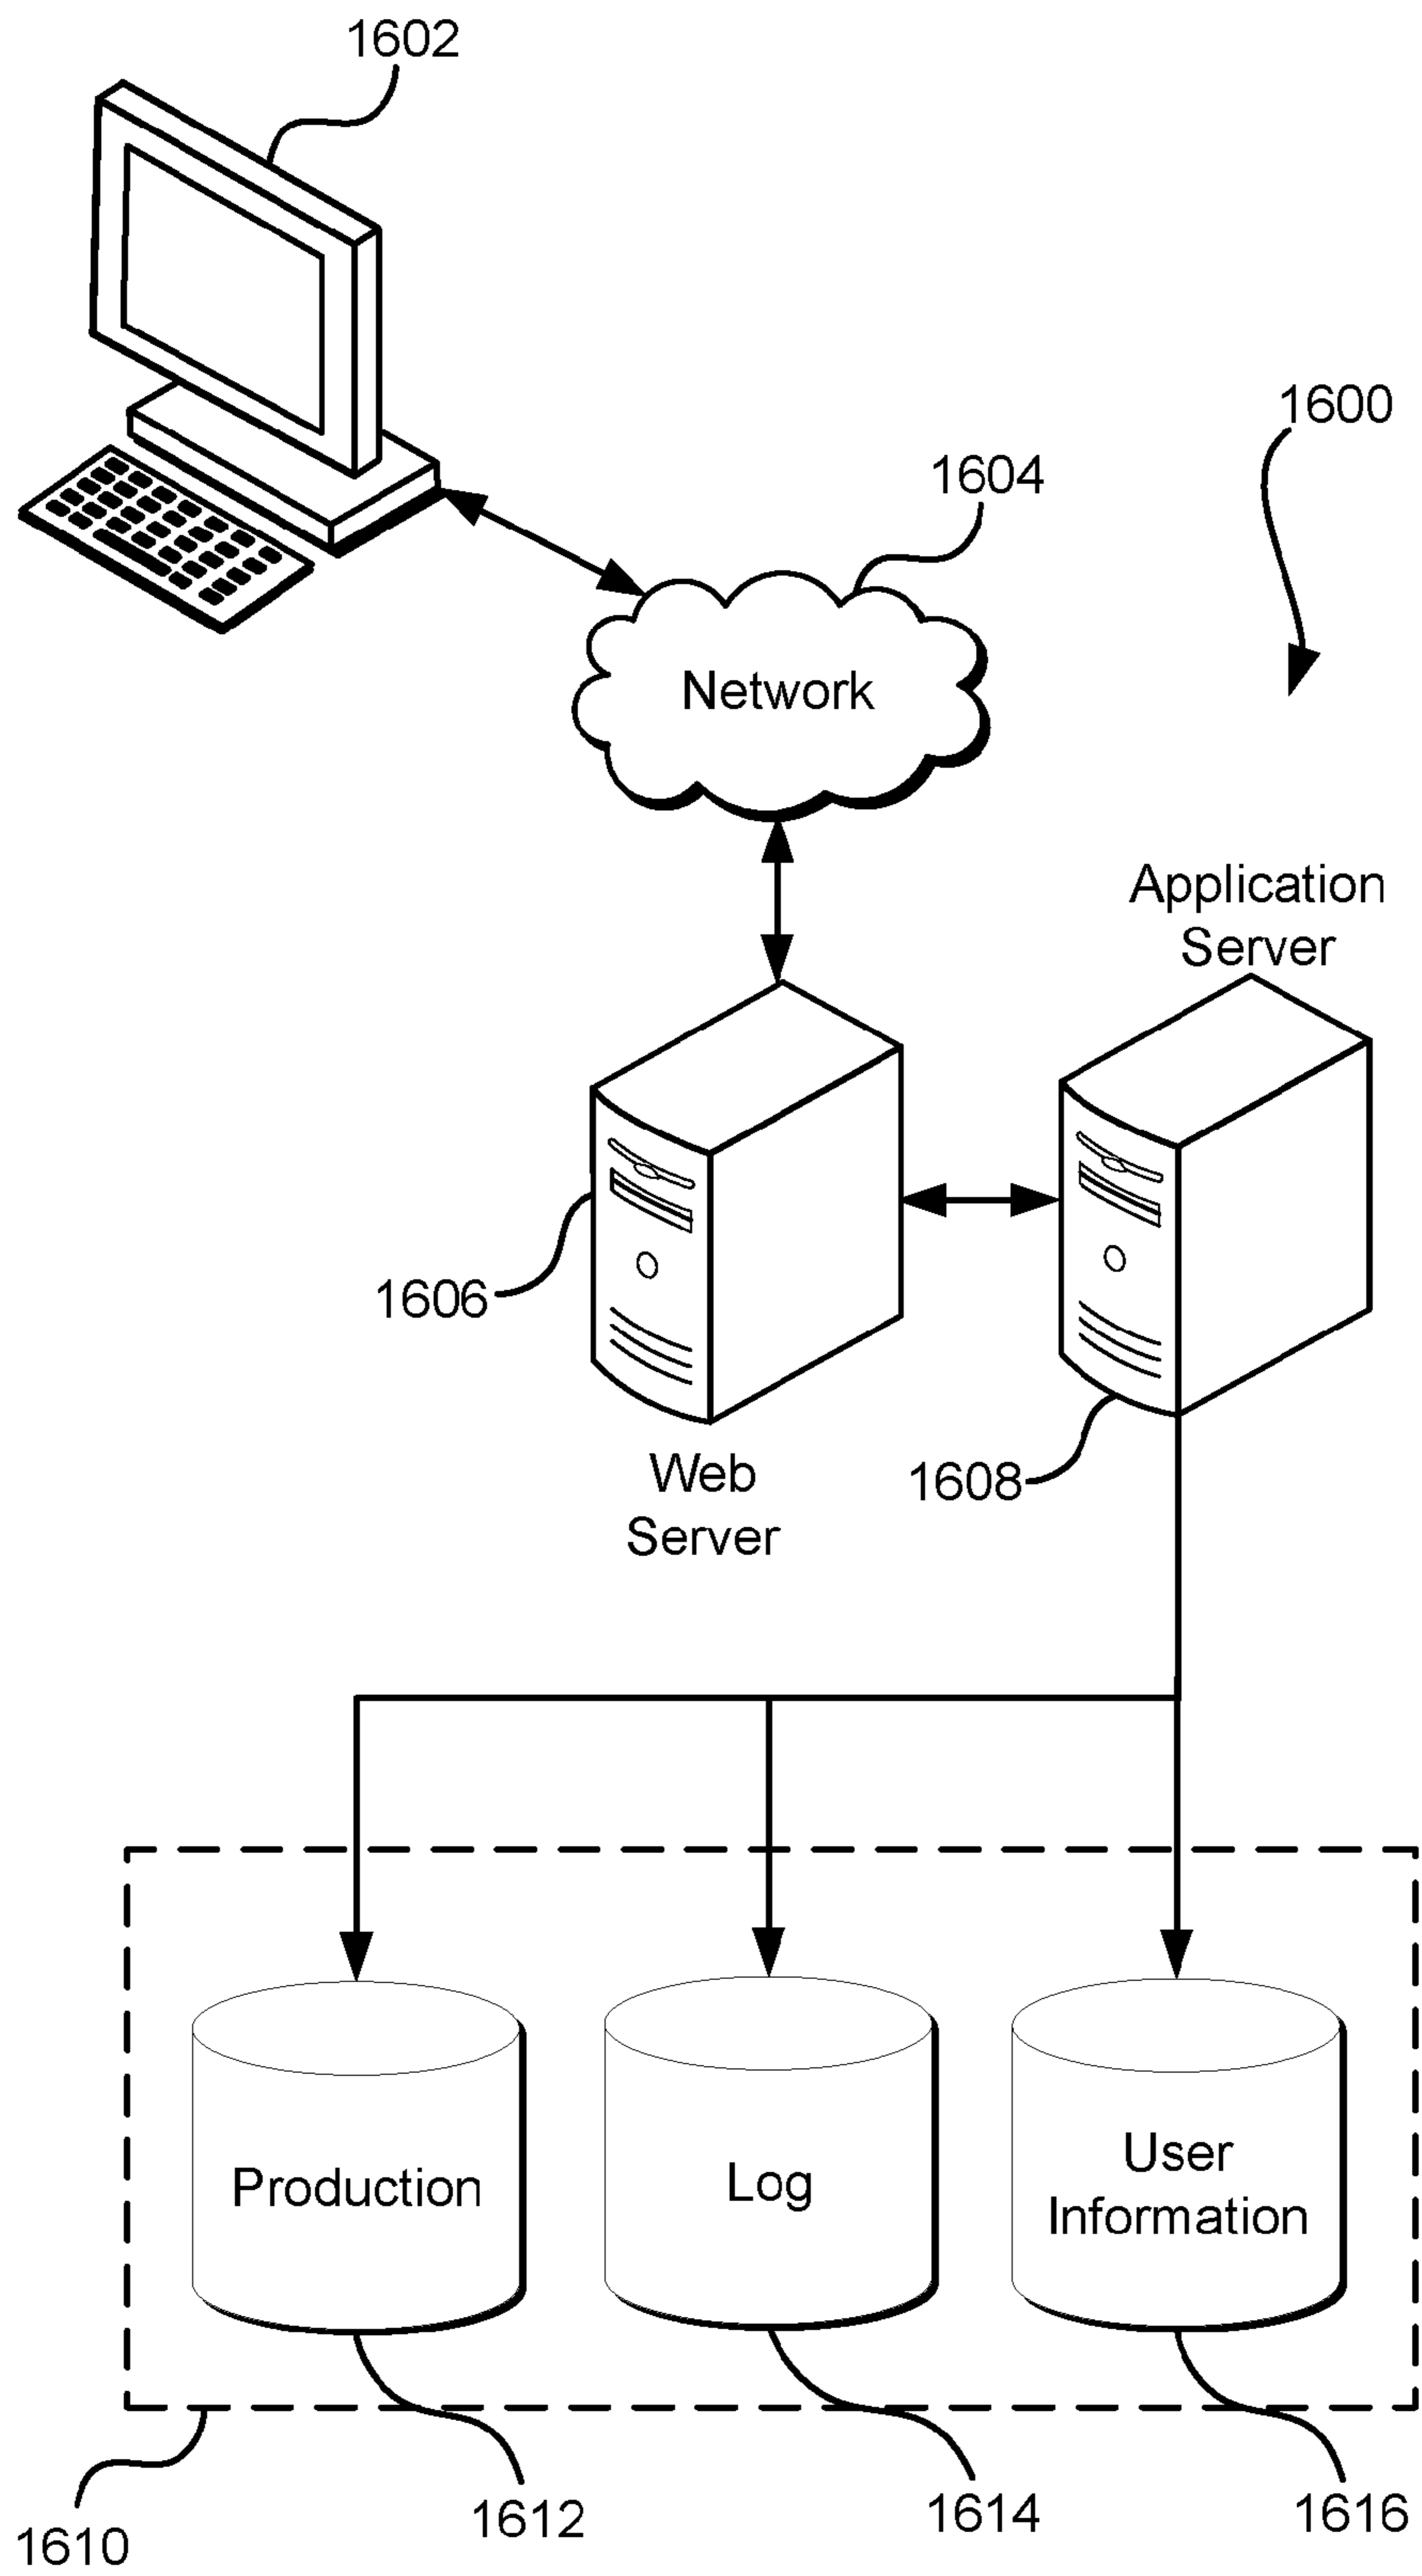 1602
1600
1604
Network
Application
Server
1606
1608
Web
Server
Production
Log
User
Information
1610
1612
1614
1616